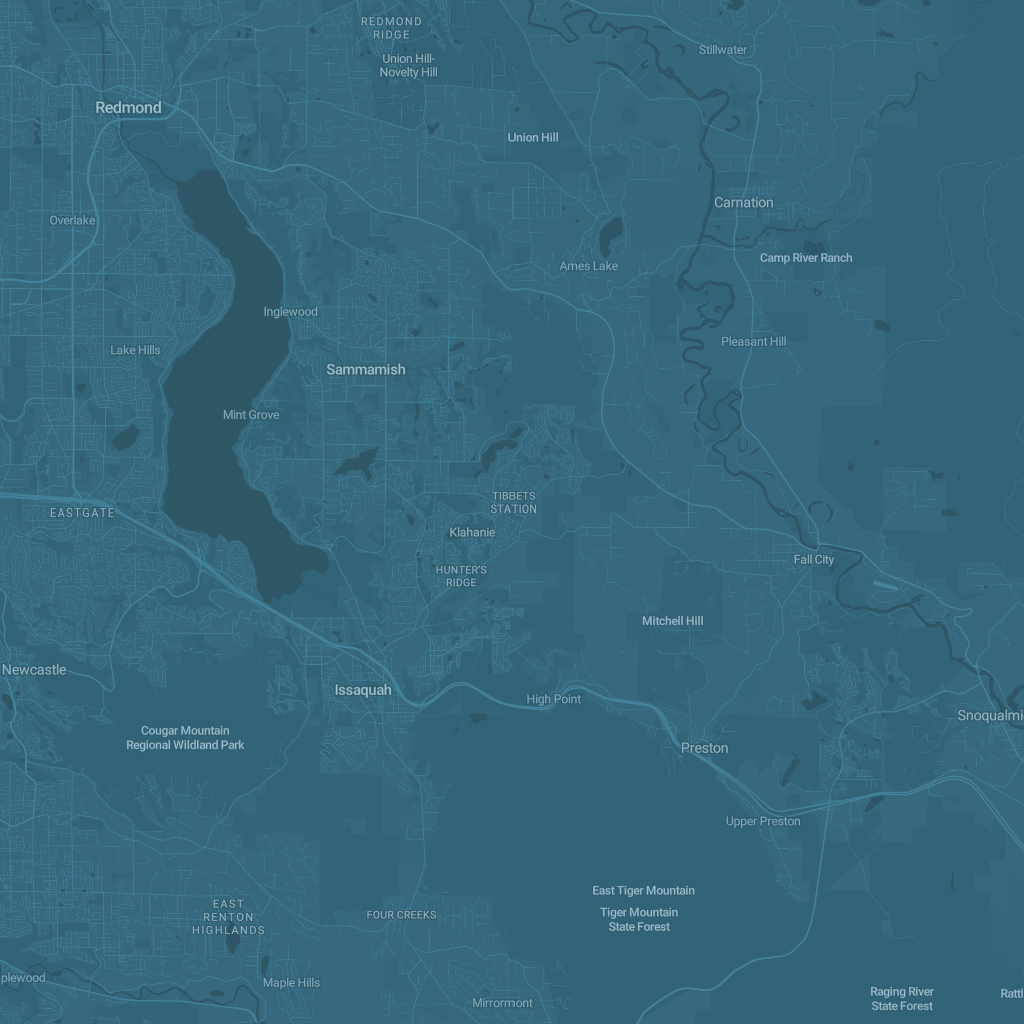 REDMOND
RIDGE
Stillwater
Union Hill-
Novelty Hill
Redmond
Union Hill
Carnation
Overlake
Camp River Ranch
Ames Lake
Inglewood
Pleasant Hill
Lake Hills
Sammamish
Mint Grove
TIBBETS
STATION
EASTGATE
Klahanie
Fall City
HUNTER'S
RIDGE
Mitchell Hill
Newcastle
Issaquah
High Point
Snoqualmi
Cougar Mountain
Regional Wildland Park
Preston
Upper Preston
East Tiger Mountain
EAST
RENTON
HIGHLANDS
FOUR CREEKS
Tiger Mountain
State Forest
plewood
Maple Hills
Mirrormont
Raging River
State Forest
Rattl